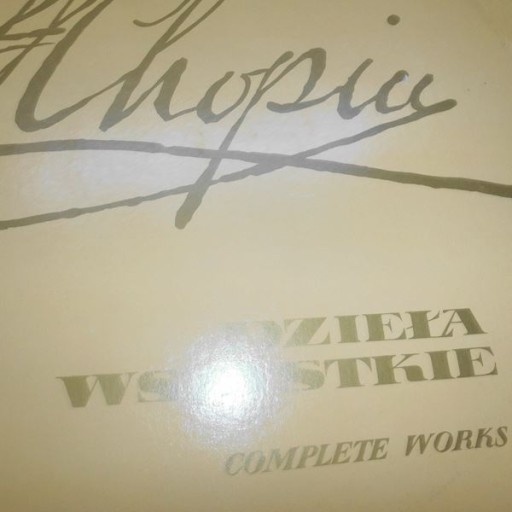 Chopin
DZIEŁA
WSZYSTKIE
COMPLETE WORKS